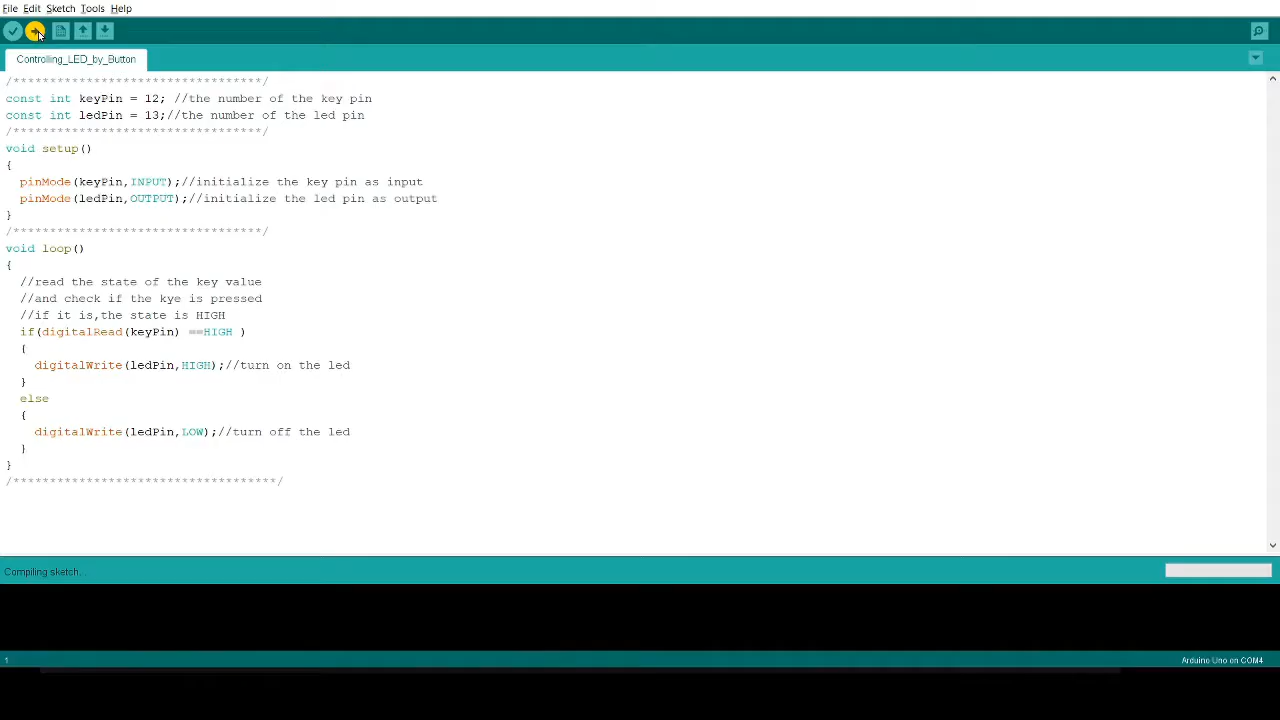 File Edit Sketch Tools Help
Controlling_LED_by_Button
/**********************************/
const int keyPin = 12; //the number of the key pin
const int ledPin = 13;//the number of the led pin
/**********************************/
void setup()
{
  pinMode(keyPin,INPUT);//initialize the key pin as input
  pinMode(ledPin,OUTPUT);//initialize the led pin as output
}
/**********************************/
void loop()
{
  //read the state of the key value
  //and check if the kye is pressed
  //if it is,the state is HIGH
  if(digitalRead(keyPin) ==HIGH )
  {
    digitalWrite(ledPin,HIGH);//turn on the led
  }
  else
  {
    digitalWrite(ledPin,LOW);//turn off the led
  }
}
/************************************/
Compiling sketch...
1
Arduino Uno on COM4